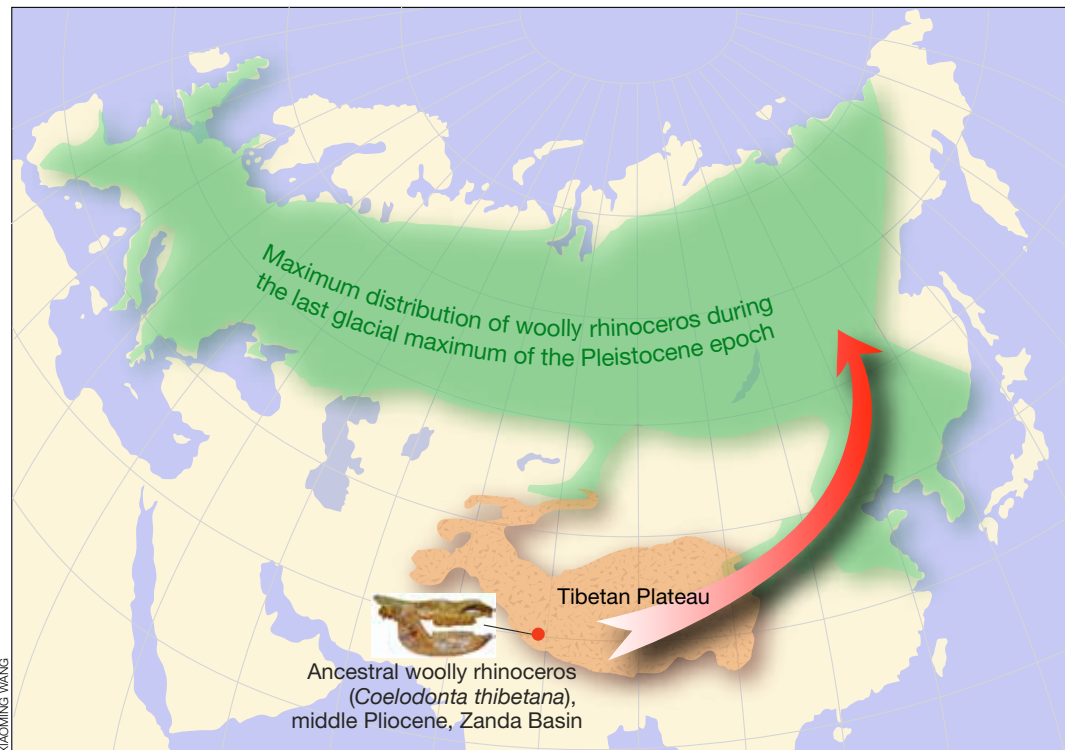 Maximum distribution of woolly rhinoceros during
the last glacial maximum of the Pleistocene epoch
Tibetan Plateau
Ancestral woolly rhinoceros
(Coelodonta thibetana),
middle Pliocene, Zanda Basin
XIAOMING WANG